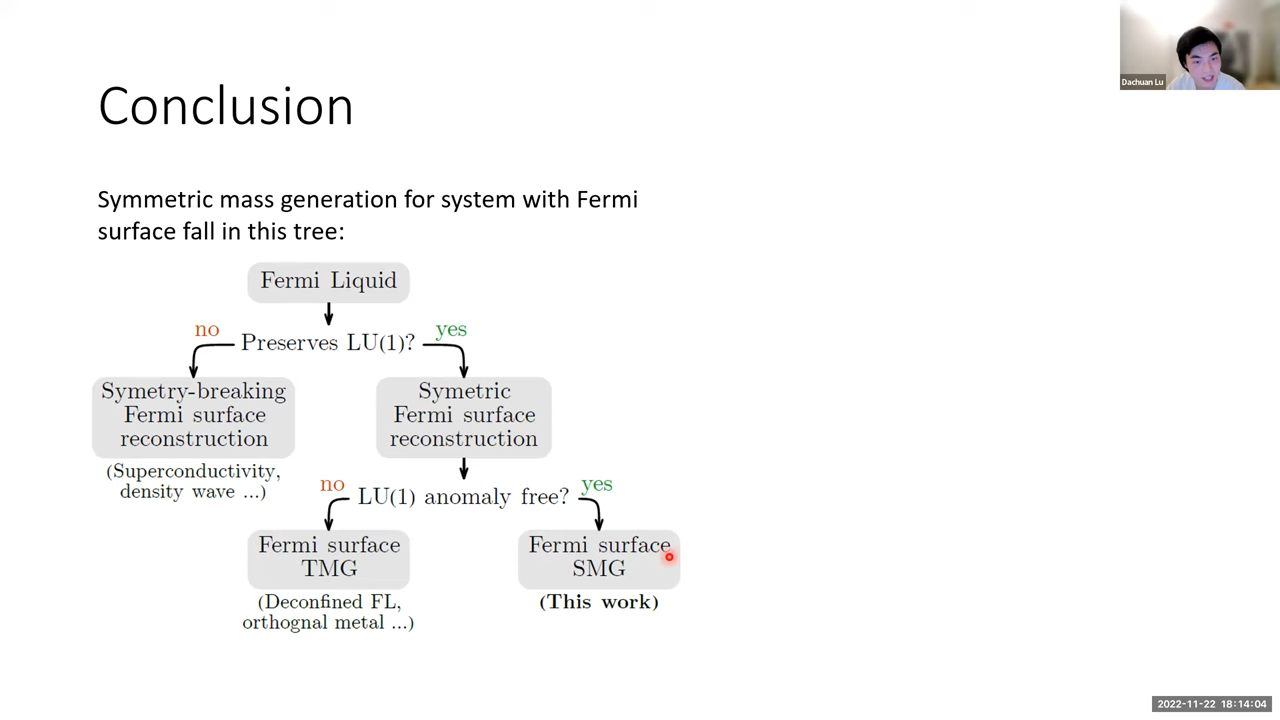 Dachuan Lu
Conclusion
Symmetric mass generation for system with Fermi
surface fall in this tree:
Fermi Liquid
no
Preserves LU(1)?
yes
Symetry-breaking
Fermi surface
reconstruction
(Superconductivity,
density wave ...)
Symetric
Fermi surface
reconstruction
no
LU(1) anomaly free?
yes
Fermi surface
TMG
(Deconfined FL,
orthognal metal ...)
Fermi surface
SMG
(This work)
2022-11-22 18:14:04